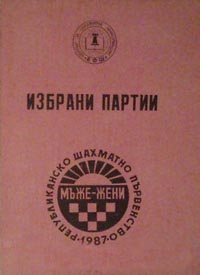 ИЗБРАНИ ПАРТИИ
РЕПУБЛИКАНСКО ШАХМАТНО ПЪРВЕНСТВО
МЪЖЕ-ЖЕНИ
·1987·